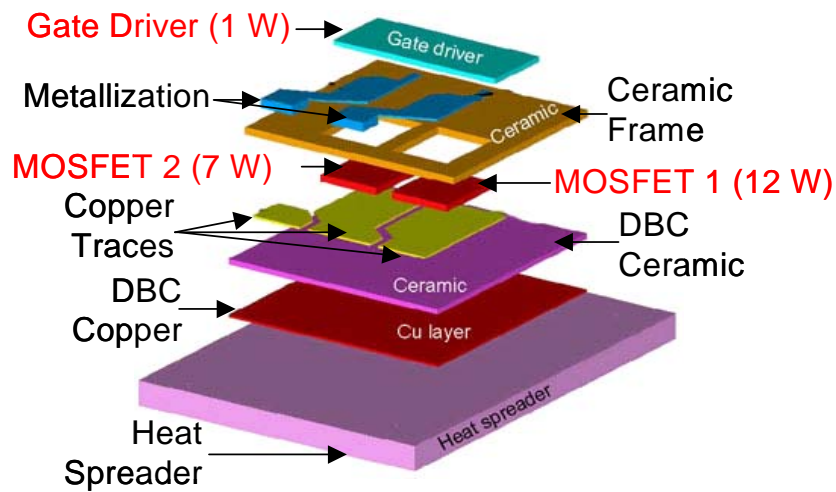 Gate Driver (1 W)
Gate driver
Metallization
Ceramic
Frame
Ceramic
MOSFET 2 (7 W)
MOSFET 1 (12 W)
Copper
Traces
DBC
Ceramic
Ceramic
DBC
Copper
Cu layer
Heat spreader
Heat
Spreader